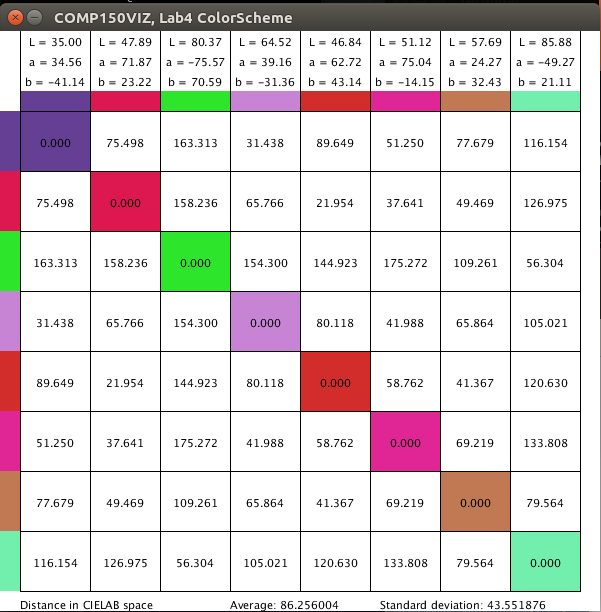 COMP150VIZ, Lab4 ColorScheme
L = 35.00 L = 47.89 L = 80.37 L = 64.52 L = 46.84 L = 51.12 L = 57.69 L = 85.88
a = 34.56 a = 71.87 a = −75.57 a = 39.16 a = 62.72 a = 75.04 a = 24.27 a = −49.27
b = −41.14 b = 23.22 b = 70.59 b = −31.36 b = 43.14 b = −14.15 b = 32.43 b = 21.11
0.000 75.498 163.313 31.438 89.649 51.250 77.679 116.154
75.498 0.000 158.236 65.766 21.954 37.641 49.469 126.975
163.313 158.236 0.000 154.300 144.923 175.272 109.261 56.304
31.438 65.766 154.300 0.000 80.118 41.988 65.864 105.021
89.649 21.954 144.923 80.118 0.000 58.762 41.367 120.630
51.250 37.641 175.272 41.988 58.762 0.000 69.219 133.808
77.679 49.469 109.261 65.864 41.367 69.219 0.000 79.564
116.154 126.975 56.304 105.021 120.630 133.808 79.564 0.000
Distance in CIELAB space Average: 86.256004 Standard deviation: 43.551876